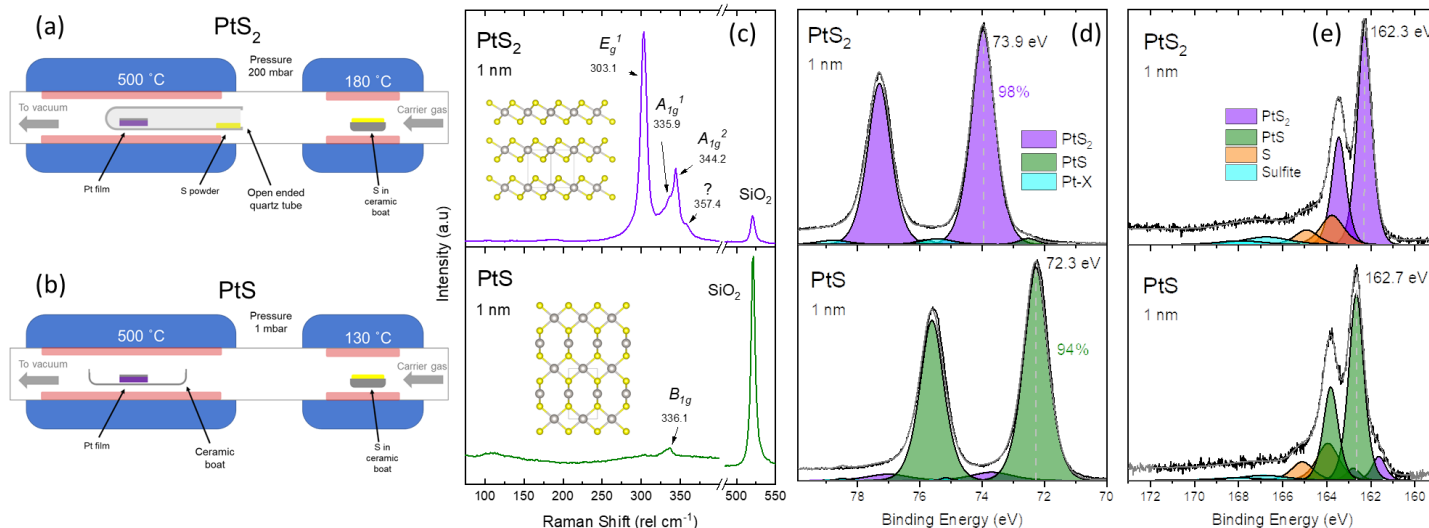 (a)
PtS₂
500 ˚C
Pressure
200 mbar
180 ˚C
To vacuum
Carrier gas
Pt film
S powder
Open ended
quartz tube
S in
ceramic
boat
(b)
PtS
500 ˚C
Pressure
1 mbar
130 ˚C
To vacuum
Carrier gas
Pt film
Ceramic
boat
S in
ceramic
boat
(c)
PtS₂
1 nm
E_g¹
303.1
A_1g¹
335.9
A_1g²
344.2
?
357.4
SiO₂
PtS
1 nm
B_1g
336.1
SiO₂
Intensity (a.u)
100 150 200 250 300 350 500 550
Raman Shift (rel cm⁻¹)
(d)
PtS₂
1 nm
73.9 eV
98%
PtS₂
PtS
Pt-X
PtS
1 nm
72.3 eV
94%
78 76 74 72 70
Binding Energy (eV)
(e)
PtS₂
1 nm
162.3 eV
PtS₂
PtS
S
Sulfite
PtS
1 nm
162.7 eV
172 170 168 166 164 162 160
Binding Energy (eV)